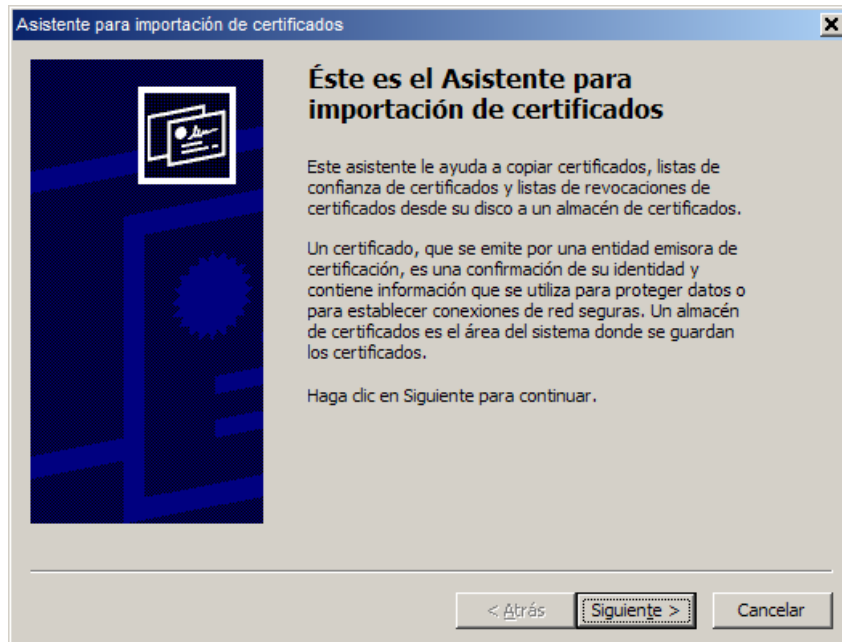 Asistente para importación de certificados
Éste es el Asistente para
importación de certificados
Este asistente le ayuda a copiar certificados, listas de
confianza de certificados y listas de revocaciones de
certificados desde su disco a un almacén de certificados.
Un certificado, que se emite por una entidad emisora de
certificación, es una confirmación de su identidad y
contiene información que se utiliza para proteger datos o
para establecer conexiones de red seguras. Un almacén
de certificados es el área del sistema donde se guardan
los certificados.
Haga clic en Siguiente para continuar.
< Atrás Siguiente > Cancelar